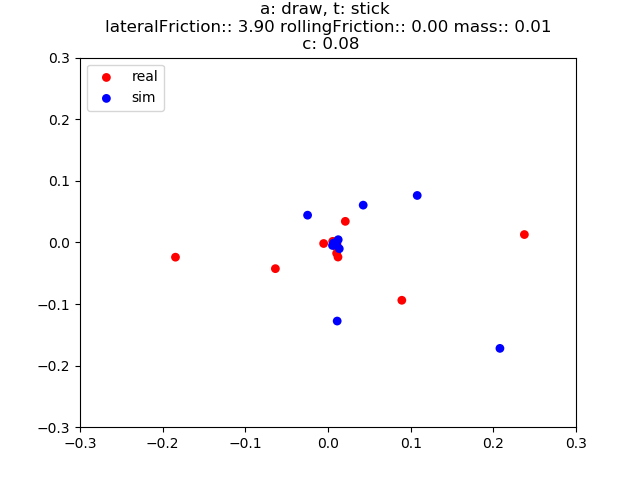 a: draw, t: stick
lateralFriction:: 3.90 rollingFriction:: 0.00 mass:: 0.01
c: 0.08
real
sim
0.3
0.2
0.1
0.0
−0.1
−0.2
−0.3
−0.3 −0.2 −0.1 0.0 0.1 0.2 0.3